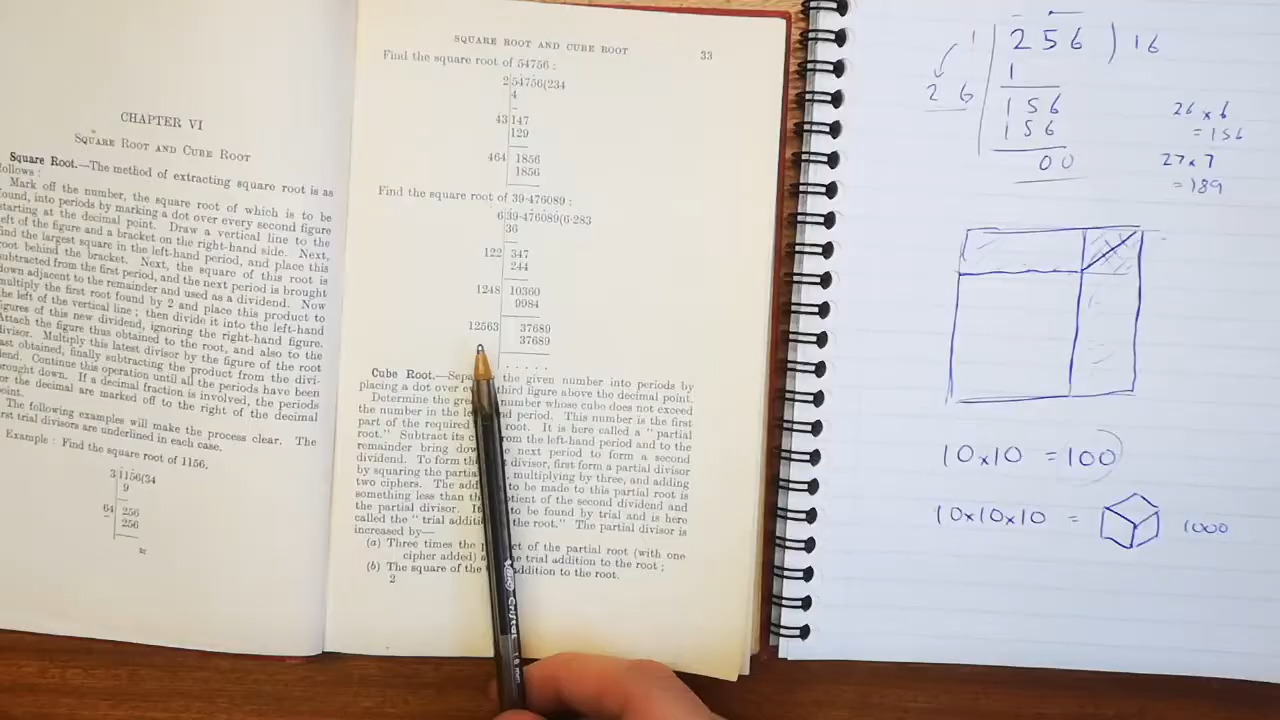 CHAPTER VI
SQUARE ROOT AND CUBE ROOT
Square Root.—The method of extracting square root is as
follows:
Mark off the number, the square root of which is to be
found, into periods by marking a dot over every second figure
starting at the decimal point. Draw a vertical line to the
left of the figure and a bracket on the right-hand side. Next,
find the largest square in the left-hand period, and place this
root behind the bracket. Next, the square of this root is
subtracted from the first period, and the next period is brought
down adjacent to the remainder and used as a dividend. Now
multiply the first root found by 2 and place this product to
the left of the vertical line; then divide it into the left-hand
figures of this new dividend, ignoring the right-hand figure.
Attach the figure thus obtained to the root, and also to the
divisor. Multiply this latest divisor by the figure of the root
last obtained, finally subtracting the product from the divi-
dend. Continue this operation until all the periods have been
brought down. If a decimal fraction is involved, the periods
for the decimal are marked off to the right of the decimal
point.
The following examples will make the process clear. The
first trial divisors are underlined in each case.
Example: Find the square root of 1156.
3 1156(34
9
64 256
256
SQUARE ROOT AND CUBE ROOT 33
Find the square root of 54756:
2 54756(234
4
43 147
129
464 1856
1856
Find the square root of 39·476089:
6 39·476089(6·283
36
122 347
244
1248 10360
9984
12563 37689
37689
. . . . .
Cube Root.—Sepa the given number into periods by
placing a dot over ev third figure above the decimal point.
Determine the gre number whose cube does not exceed
the number in the le nd period. This number is the first
part of the required root. It is here called a "partial
root." Subtract its c from the left-hand period and to the
remainder bring dow e next period to form a second
dividend. To form the t divisor, first form a partial divisor
by squaring the partia , multiplying by three, and adding
two ciphers. The add to be made to this partial root is
something less than th otient of the second dividend and
the partial divisor. It to be found by trial and is here
called the "trial additi the root." The partial divisor is
increased by—
(a) Three times the p ct of the partial root (with one
cipher added) a e trial addition to the root;
(b) The square of the addition to the root.
2
Cristal
1.6 mm
1 256 ) 16
1
26 156
156
00
26 x 6
= 156
27 x 7
= 189
10 x 10 = 100
10 x 10 x 10 = 1000